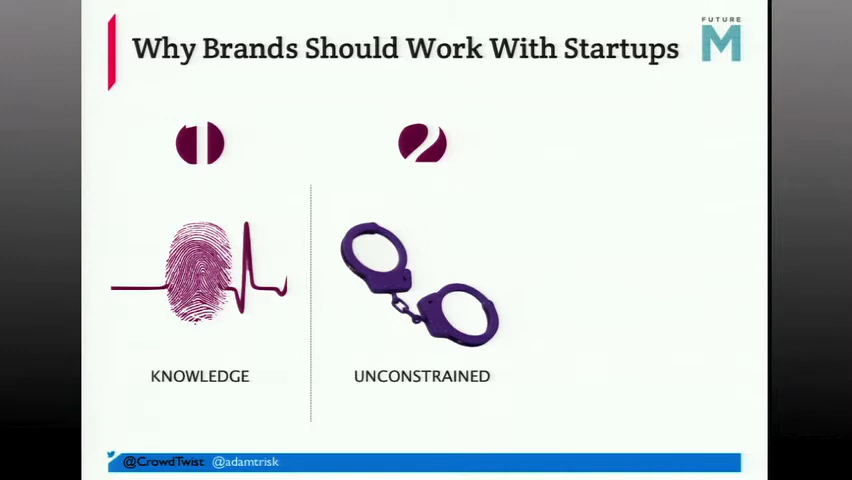 FUTURE
M
Why Brands Should Work With Startups
1
2
KNOWLEDGE
UNCONSTRAINED
@CrowdTwist @adamtrisk